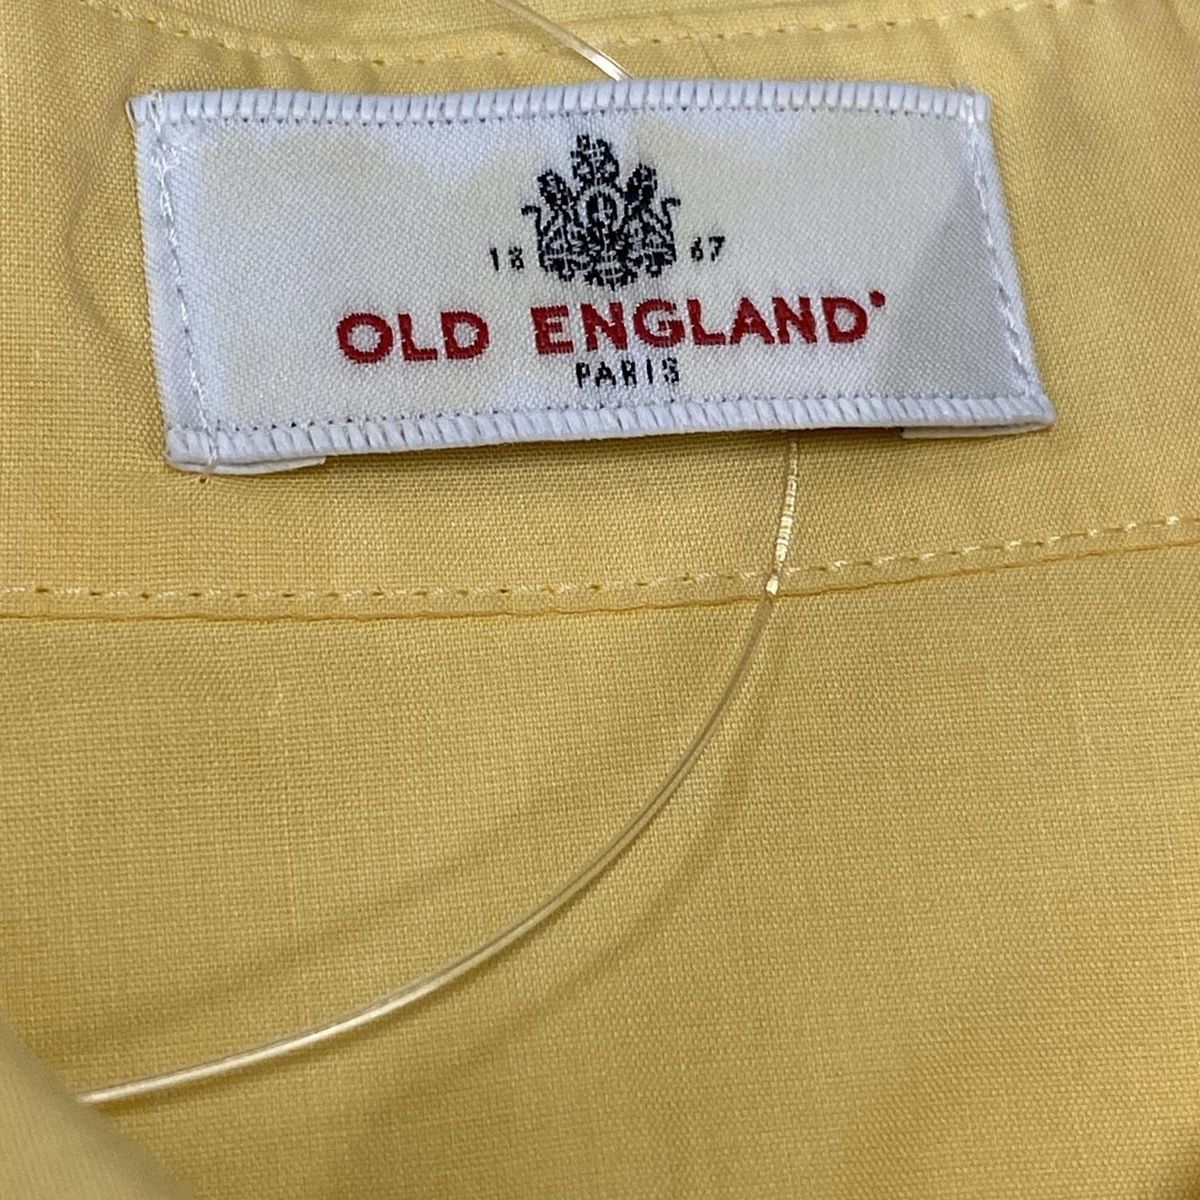 18 67
OLD ENGLAND
PARIS